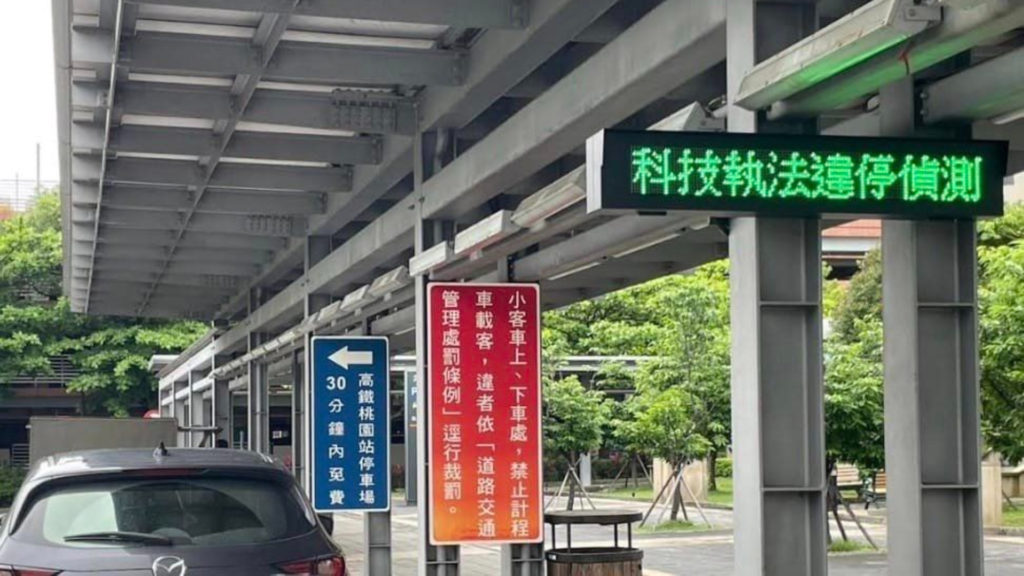 科技執法違停偵測
小客車上、下車處,禁止計程
車載客,違者依「道路交通
管理處罰條例」逕行裁罰。
高鐵桃園站停車場
30分鐘內免費